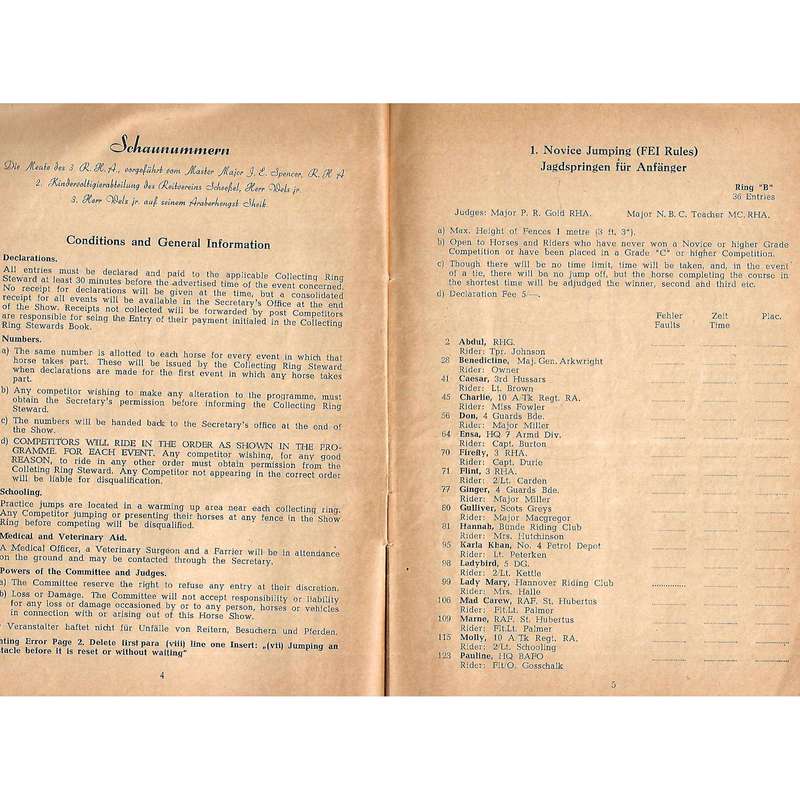 Schaunummern
Die Meute des 3 R.H.A., vorgeführt vom Master Major J. E. Spencer, R. H. A
2. Kindervoltigierabteilung des Reitvereins Scheeßel, Herr Wels jr.
3. Herr Wels jr. auf seinem Araberhengst Sheik.
Conditions and General Information
Declarations.
All entries must be declared and paid to the applicable Collecting Ring
Steward at least 30 minutes before the advertised time of the event concerned.
No receipt for declarations will be given at the time, but a consolidated
receipt for all events will be available in the Secretary's Office at the end
of the Show. Receipts not collected will be forwarded by post Competitors
are responsible for seing the Entry of their payment initialed in the Collecting
Ring Stewards Book.
Numbers.
a) The same number is allotted to each horse for every event in which that
horse takes part. These will be issued by the Collecting Ring Steward
when declarations are made for the first event in which any horse takes
part.
b) Any competitor wishing to make any alteration to the programme, must
obtain the Secretary's permission before informing the Collecting Ring
Steward.
c) The numbers will be handed back to the Secretary's office at the end of
the Show.
d) COMPETITORS WILL RIDE IN THE ORDER AS SHOWN IN THE PRO-
GRAMME. FOR EACH EVENT. Any competitor wishing, for any good
REASON, to ride in any other order must obtain permission from the
Colleting Ring Steward. Any Competitor not appearing in the correct order
will be liable for disqualification.
Schooling.
Practice jumps are located in a warming up area near each collecting ring.
Any Competitor jumping or presenting their horses at any fence in the Show
Ring before competing will be disqualified.
Medical and Veterinary Aid.
A Medical Officer, a Veterinary Surgeon and a Farrier will be in attendance
on the ground and may be contacted through the Secretary.
Powers of the Committee and Judges.
a) The Committee reserve the right to refuse any entry at their discretion.
b) Loss or Damage. The Committee will not accept responsibility or liability
for any loss or damage occasioned by or to any person, horses or vehicles
in connection with or arising out of this Horse Show.
Veranstalter haftet nicht für Unfälle von Reitern, Besuchern und Pferden.
nting Error Page 2. Delete first para (viii) line one Insert: „(vii) Jumping an
tacle before it is reset or without waiting"
4
1. Novice Jumping (FEI Rules)
Jagdspringen für Anfänger
Ring "B"
36 Entries
Judges: Major P. R. Gold RHA. Major N. B. C. Teacher MC, RHA.
a) Max. Height of Fences 1 metre (3 ft. 3").
b) Open to Horses and Riders who have never won a Novice or higher Grade
Competition or have been placed in a Grade "C" or higher Competition.
c) Though there will be no time limit, time will be taken, and, in the event
of a tie, there will be no jump off, but the horse completing the course in
the shortest time will be adjudged the winner, second and third etc.
d) Declaration Fee 5—.
Fehler Zeit Plac.
Faults Time
2 Abdul, RHG.
Rider: Tpr. Johnson
28 Benedictine, Maj. Gen. Arkwright
Rider: Owner
41 Caesar, 3rd Hussars
Rider: Lt. Brown
45 Charlie, 10 A/Tk Regt. RA.
Rider: Miss Fowler
56 Don, 4 Guards Bde.
Rider: Major Miller
64 Ensa, HQ 7 Armd Div.
Rider: Capt. Burton
70 Firefly, 3 RHA.
Rider: Capt. Durie
71 Flint, 3 RHA.
Rider: 2/Lt. Carden
77 Ginger, 4 Guards Bde.
Rider: Major Miller
80 Galliver, Scots Greys
Rider: Major Macgregor
81 Hannah, Bünde Riding Club
Rider: Mrs. Hutchinson
95 Karla Khan, No. 4 Petrol Depot
Rider: Lt. Peterken
98 Ladybird, 5 DG.
Rider: 2/Lt. Kettle
99 Lady Mary, Hannover Riding Club
Rider: Mrs. Halle
106 Mad Carew, RAF. St. Hubertus
Rider: Flt.Lt. Palmer
109 Marne, RAF. St. Hubertus
Rider: Flt.Lt. Palmer
115 Molly, 10 A/Tk Regt. RA.
Rider: 2/Lt. Schooling
123 Pauline, HQ BAFO
Rider: Flt/O. Gosschalk
5